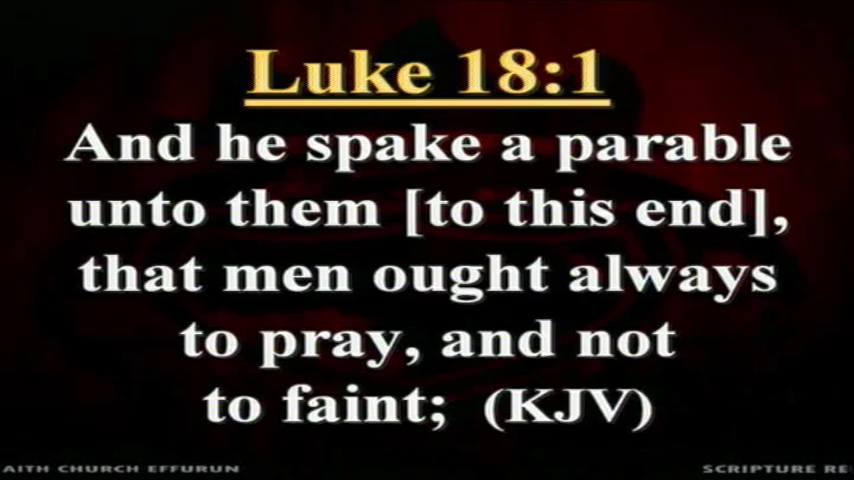 Luke 18:1
And he spake a parable
unto them [to this end],
that men ought always
to pray, and not
to faint; (KJV)
AITH CHURCH EFFURUN
SCRIPTURE RE